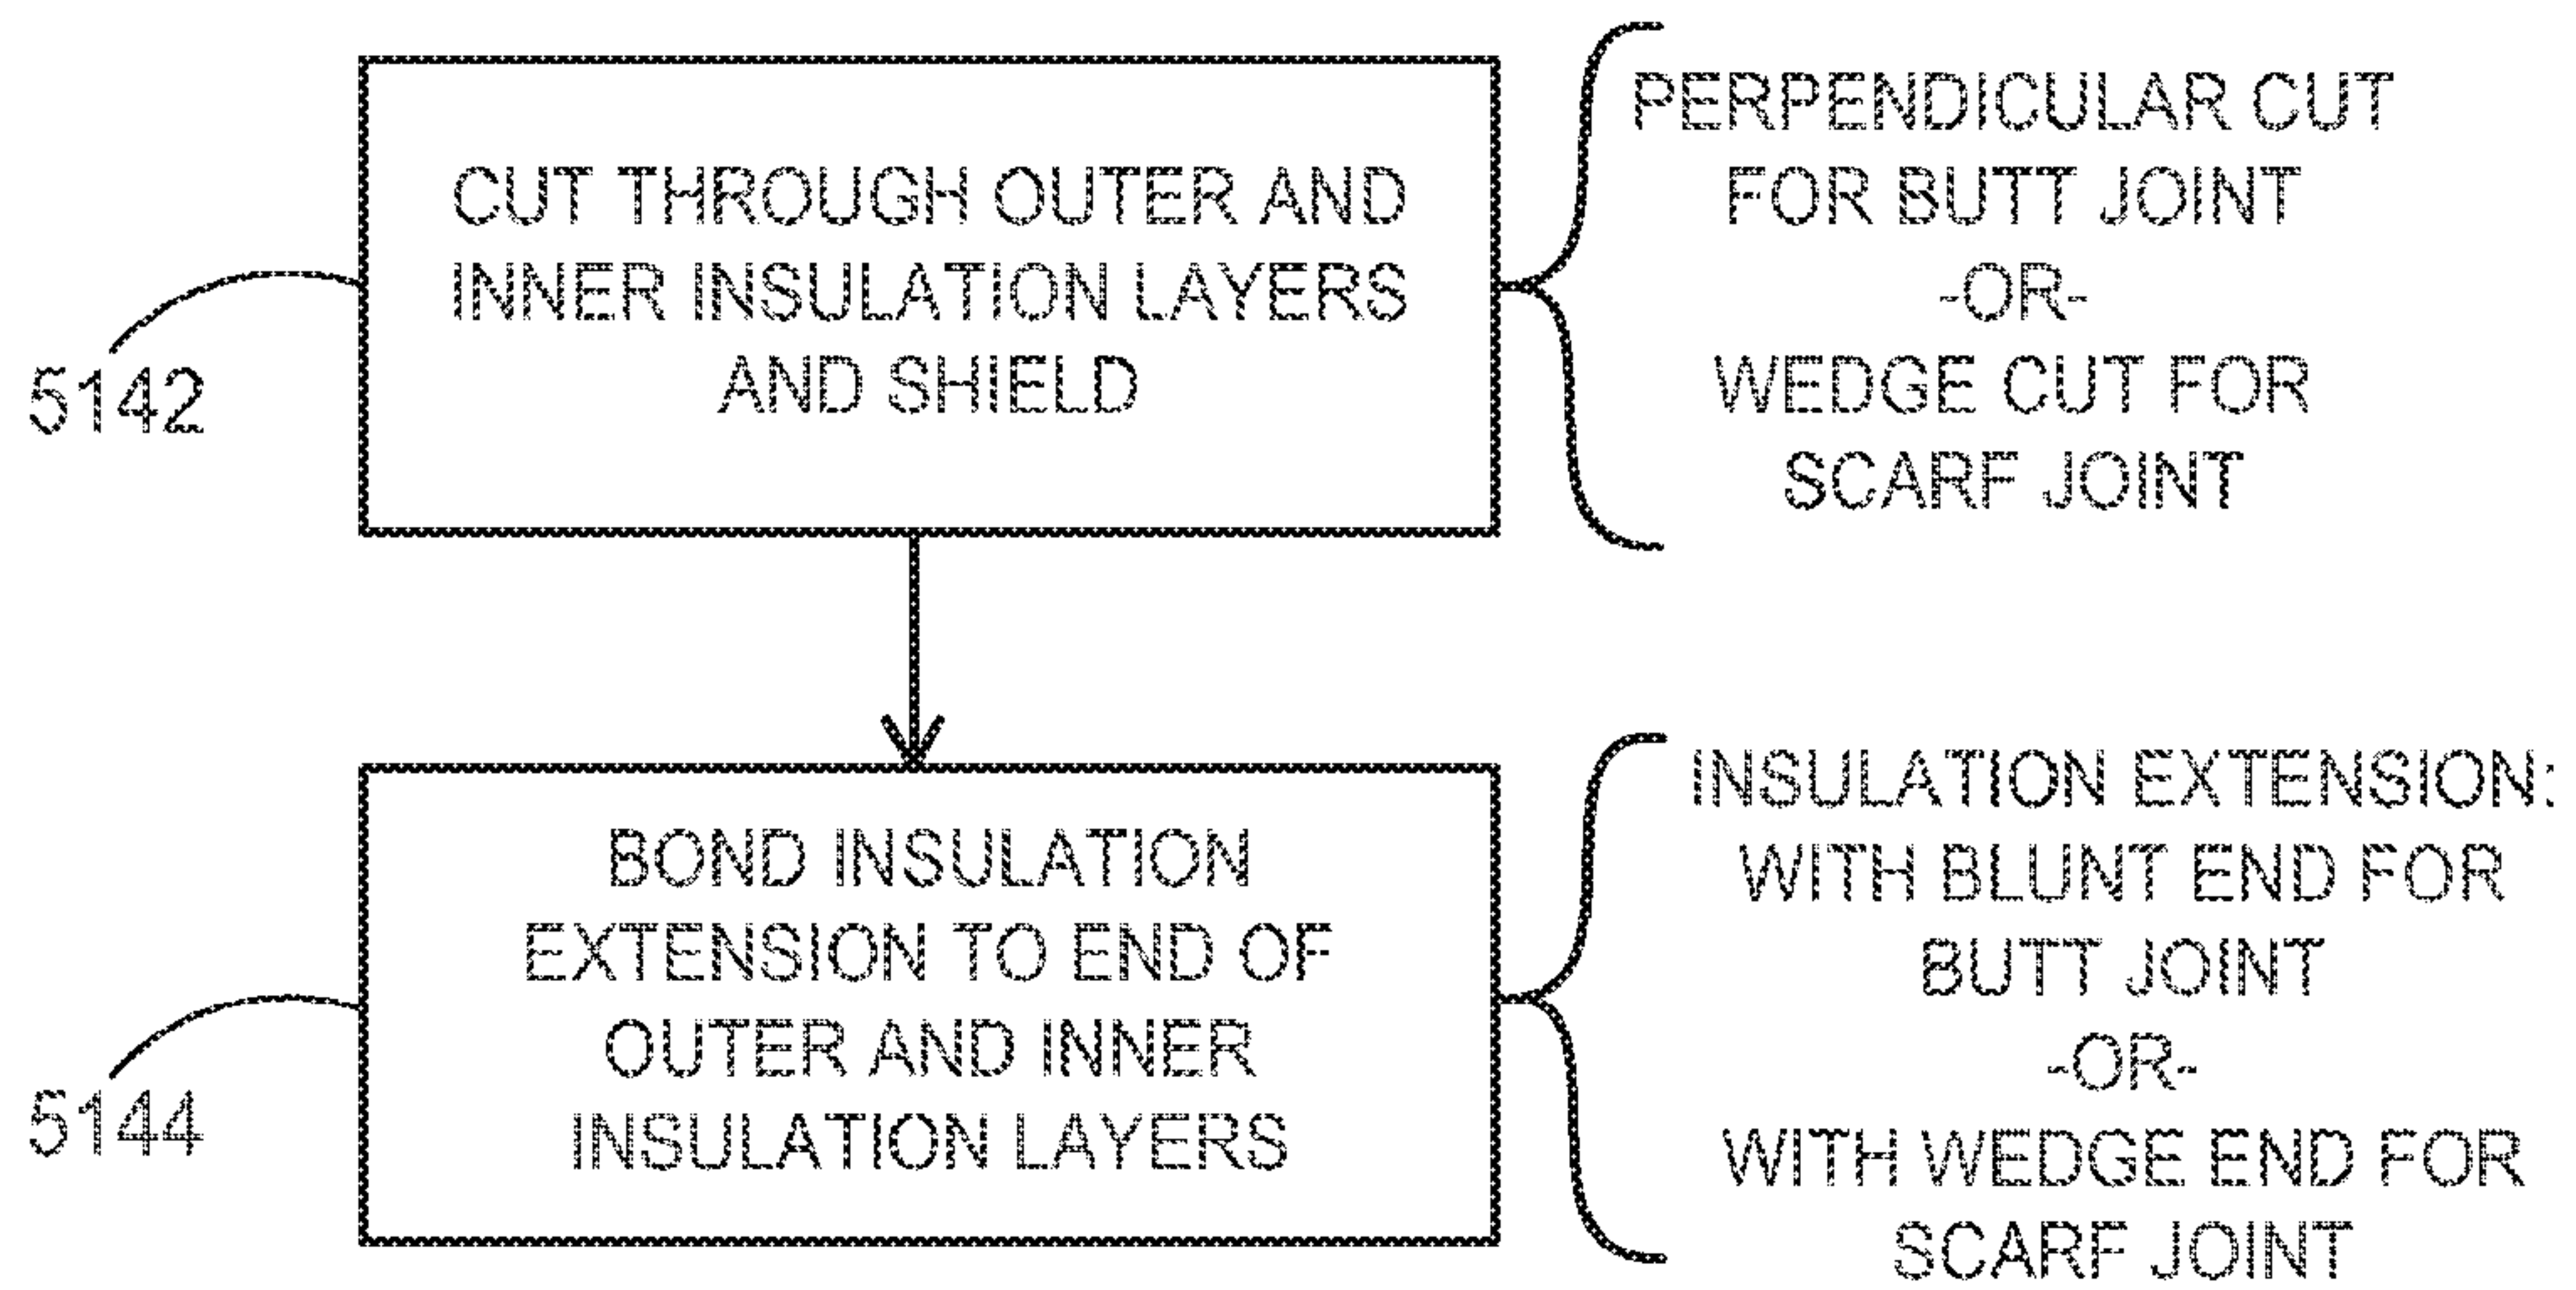 CUT THROUGH OUTER AND
INNER INSULATION LAYERS
AND SHIELD
5142
PERPENDICULAR CUT
FOR BUTT JOINT
-OR-
WEDGE CUT FOR
SCARF JOINT
BOND INSULATION
EXTENSION TO END OF
OUTER AND INNER
INSULATION LAYERS
5144
INSULATION EXTENSION:
WITH BLUNT END FOR
BUTT JOINT
-OR-
WITH WEDGE END FOR
SCARF JOINT